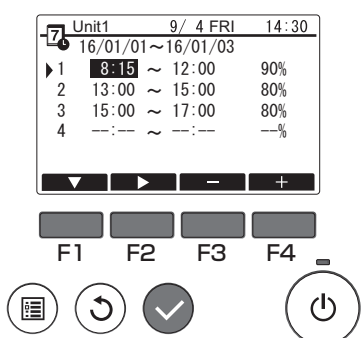 7 Unit1 9/ 4 FRI 14:30
16/01/01~16/01/03
1 8:15 ~ 12:00 90%
2 13:00 ~ 15:00 80%
3 15:00 ~ 17:00 80%
4 --:-- ~ --:-- --%
− +
F1 F2 F3 F4